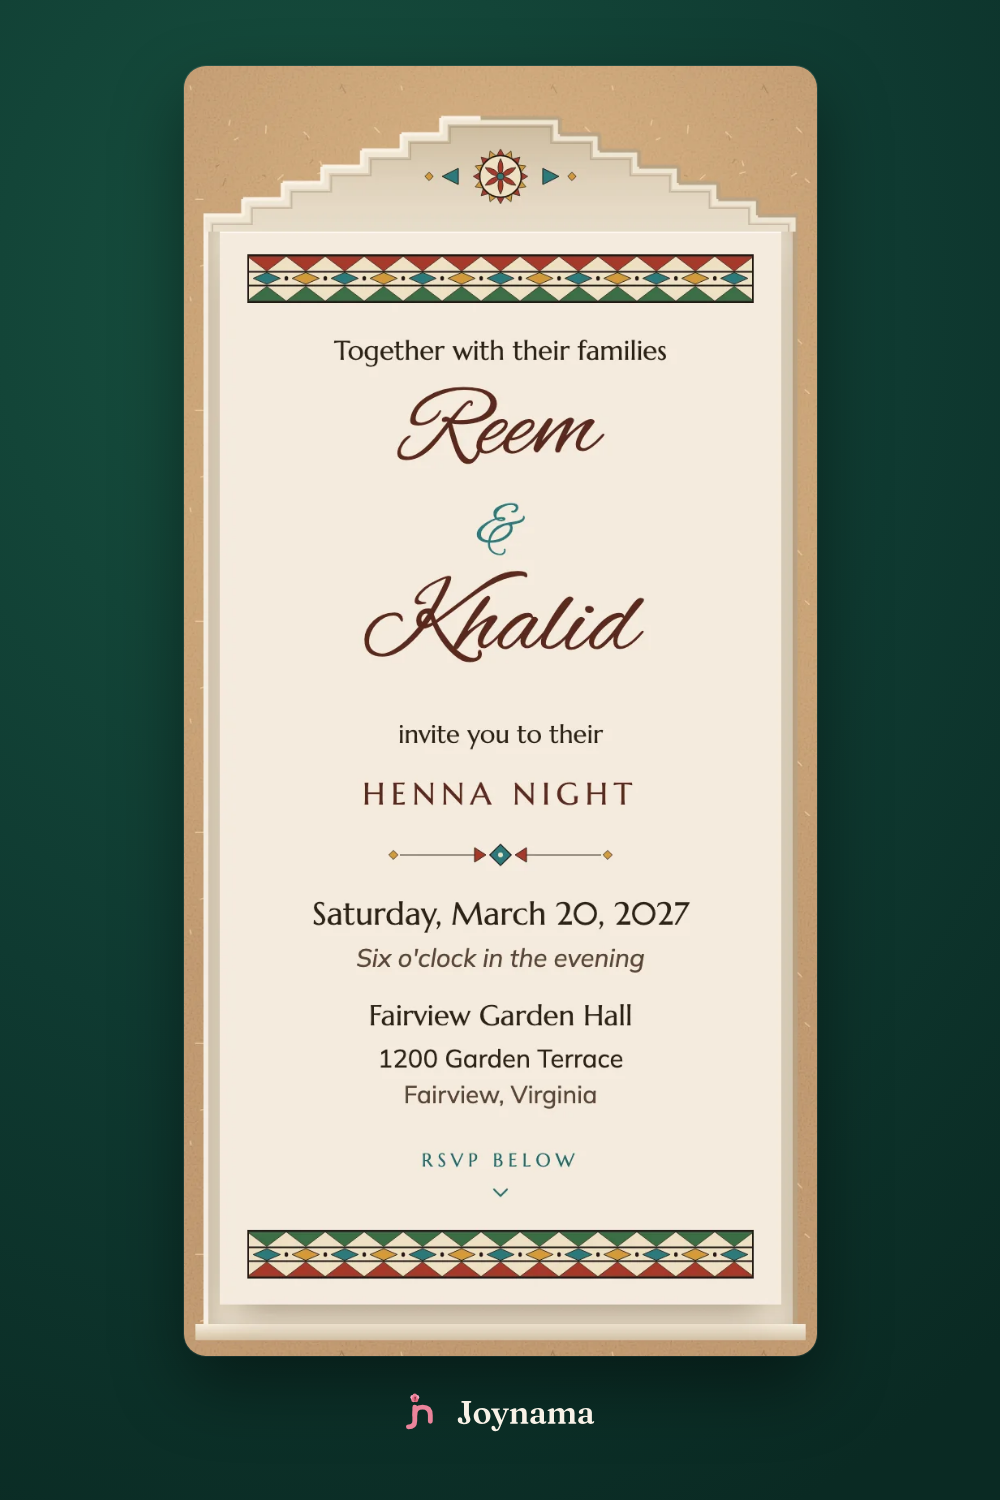 Together with their families
Reem
&
Khalid
invite you to their
HENNA NIGHT
Saturday, March 20, 2027
Six o'clock in the evening
Fairview Garden Hall
1200 Garden Terrace
Fairview, Virginia
RSVP BELOW
Joynama